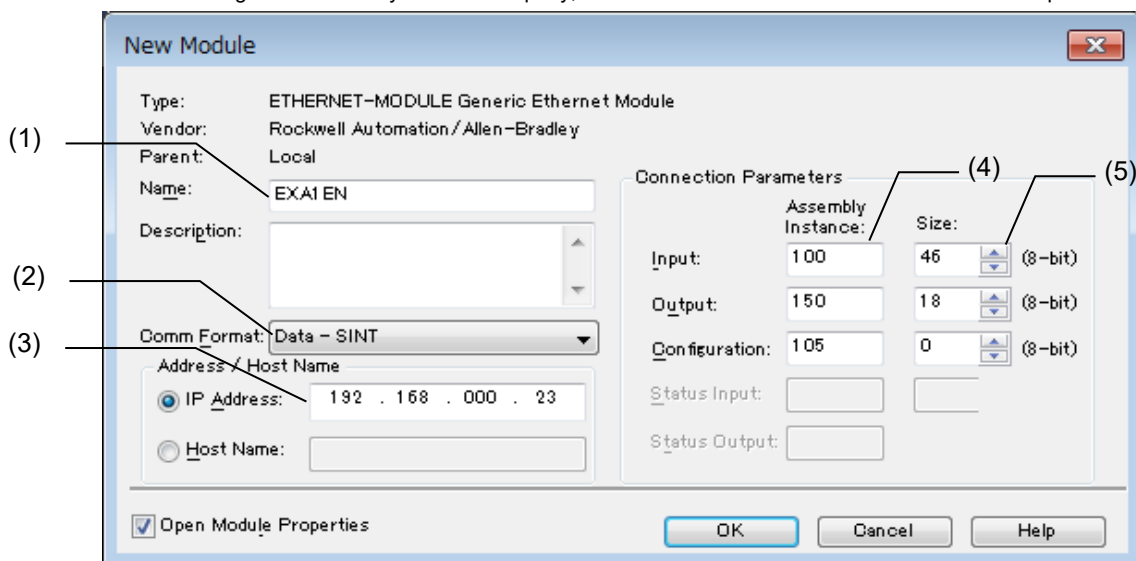 New Module
Type: ETHERNET-MODULE Generic Ethernet Module
Vendor: Rockwell Automation/Allen-Bradley
Parent: Local
(1)
Name: EXA1EN
Description:
(2)
Comm Format: Data - SINT
(3)
Address / Host Name
IP Address: 192 . 168 . 000 . 23
Host Name:
Connection Parameters
(4)
(5)
Assembly
Instance: Size:
Input: 100 46 (8-bit)
Output: 150 18 (8-bit)
Configuration: 105 0 (8-bit)
Status Input:
Status Output:
Open Module Properties
OK Cancel Help